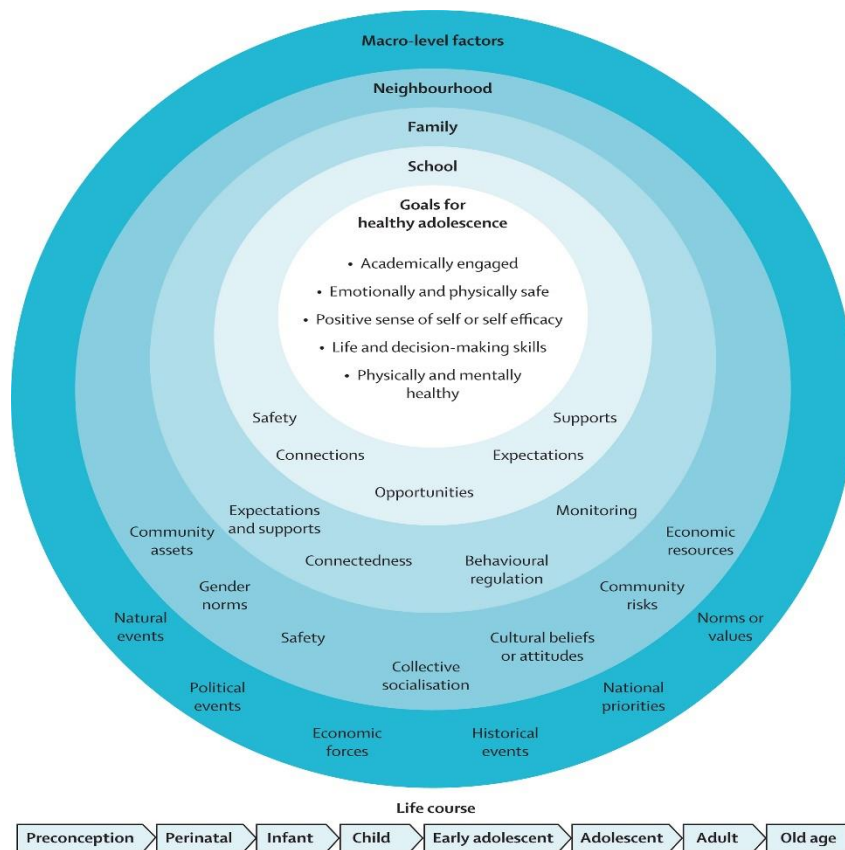 Macro-level factors
Neighbourhood
Family
School
Goals for
healthy adolescence
• Academically engaged
• Emotionally and physically safe
• Positive sense of self or self efficacy
• Life and decision-making skills
• Physically and mentally
healthy
Safety
Supports
Connections
Expectations
Opportunities
Expectations
and supports
Monitoring
Connectedness
Behavioural
regulation
Community
assets
Economic
resources
Gender
norms
Community
risks
Safety
Cultural beliefs
or attitudes
Collective
socialisation
Natural
events
Norms or
values
Political
events
National
priorities
Economic
forces
Historical
events
Life course
Preconception Perinatal Infant Child Early adolescent Adolescent Adult Old age